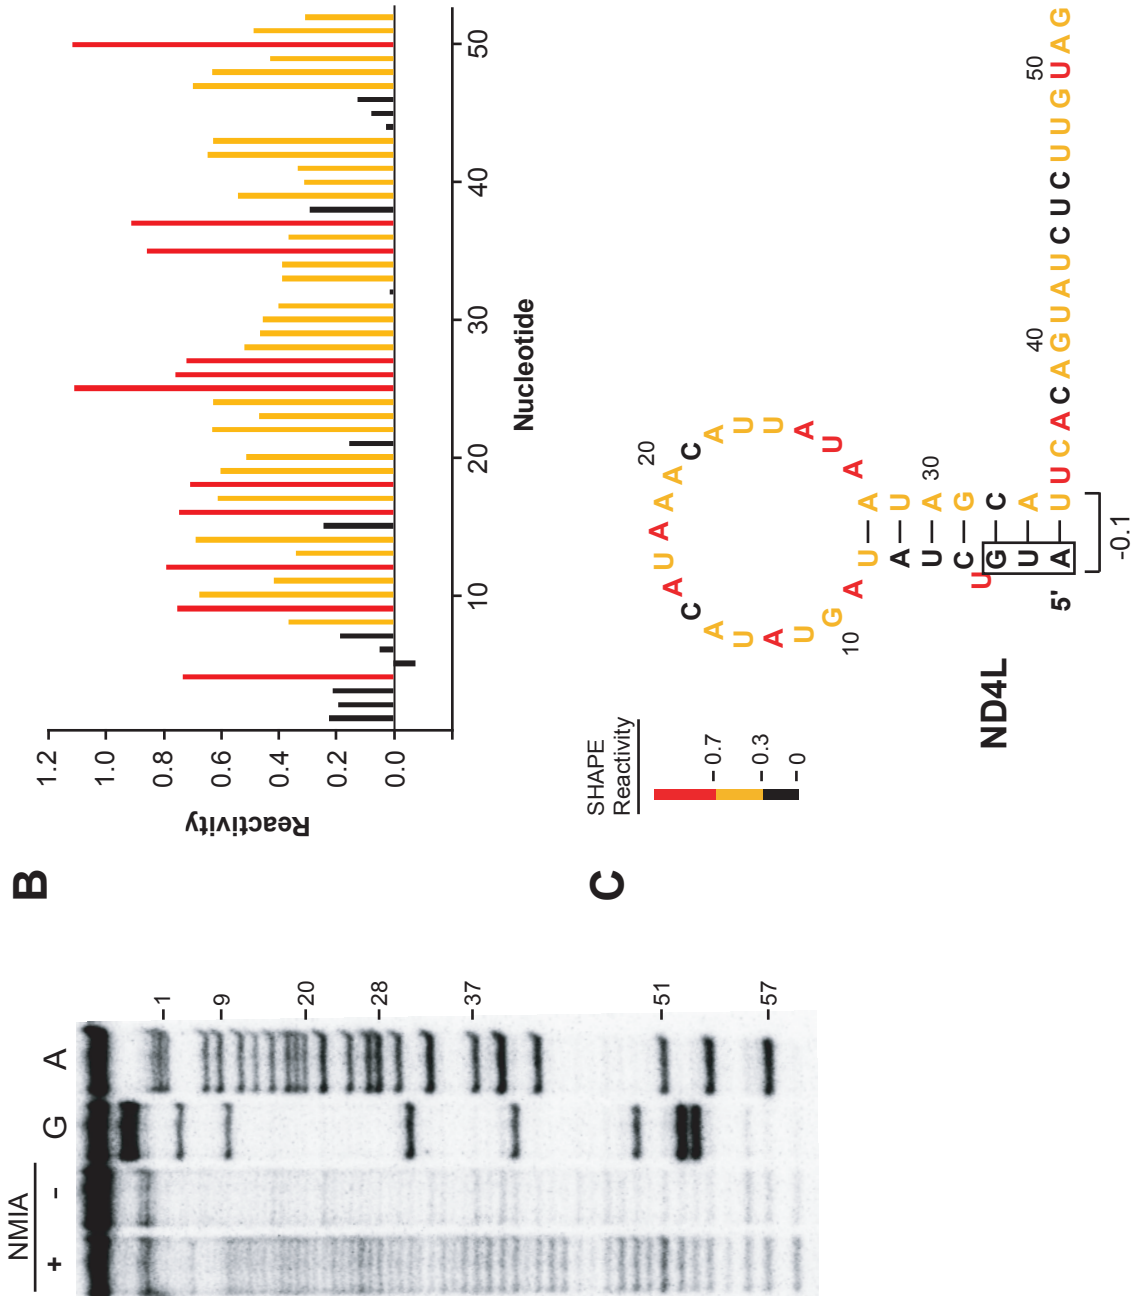 NMIA
+ - G A
1
9
20
28
37
51
57
B
Reactivity
1.2
1.0
0.8
0.6
0.4
0.2
0.0
10 20 30 40 50
Nucleotide
C
SHAPE
Reactivity
0.7
0.3
0
ND4L
5'
A U G U C U A U A G U A U A C A U A A A C A U U A U A A U A G C A U U C A C A G U A U C U C U U G U A G
10
20
30
40
50
-0.1